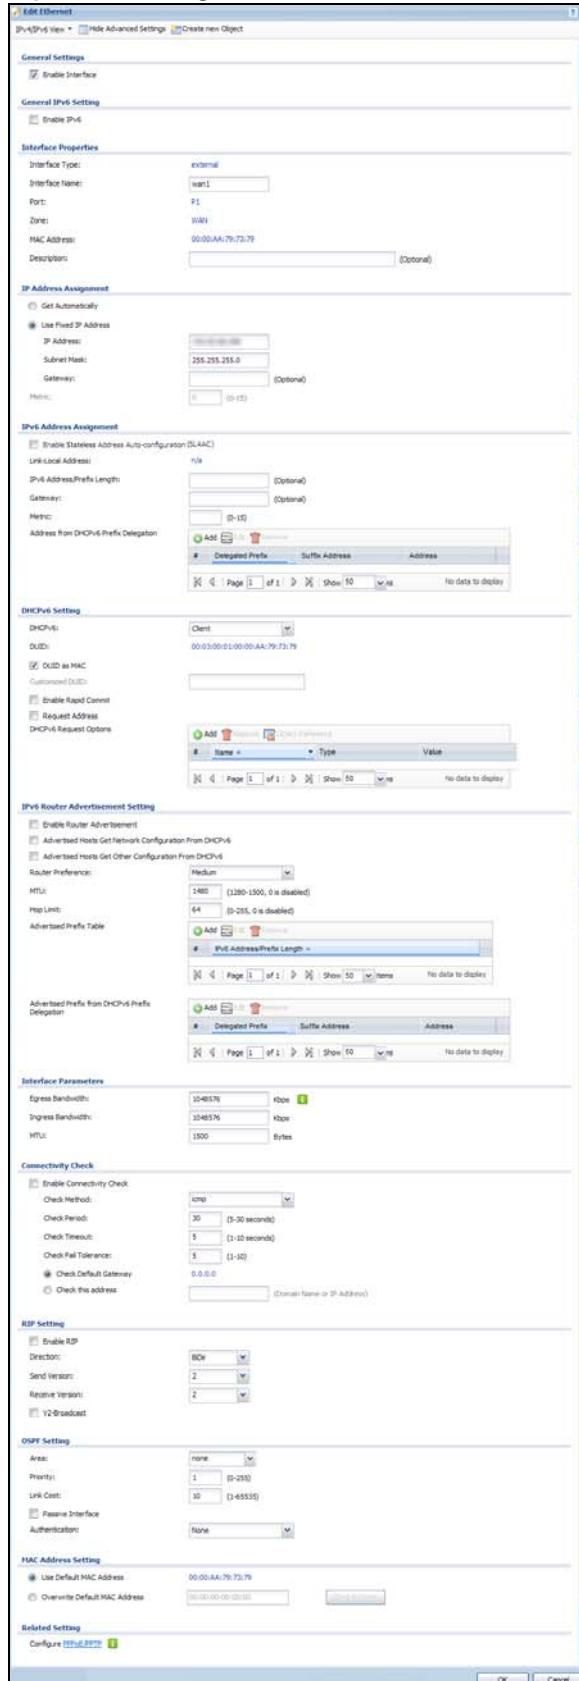 Edit Ethernet
IPv4/IPv6 View Hide Advanced Settings Create new Object
General Settings
Enable Interface
General IPv6 Setting
Enable IPv6
Interface Properties
Interface Type: external
Interface Name: wan1
Port: P1
Zone: WAN
MAC Address: 00:00:AA:79:73:79
Description: (Optional)
IP Address Assignment
Get Automatically
Use Fixed IP Address
IP Address:
Subnet Mask: 255.255.255.0
Gateway: (Optional)
Metric: 0 (0-15)
IPv6 Address Assignment
Enable Stateless Address Auto-configuration (SLAAC)
Link-Local Address: n/a
IPv6 Address/Prefix Length: (Optional)
Gateway: (Optional)
Metric: (0-15)
Address from DHCPv6 Prefix Delegation
Add Edit Remove
# Delegated Prefix Suffix Address Address
Page 1 of 1 Show 50 ns No data to display
DHCPv6 Setting
DHCPv6: Client
DUID: 00:03:00:01:00:00:AA:79:73:79
DUID as MAC
Customized DUID:
Enable Rapid Commit
Request Address
DHCPv6 Request Options
Add Remove
# Name Type Value
Page 1 of 1 Show 50 ns No data to display
IPv6 Router Advertisement Setting
Enable Router Advertisement
Advertised Hosts Get Network Configuration From DHCPv6
Advertised Hosts Get Other Configuration From DHCPv6
Router Preference: Medium
MTU: 1480 (1280-1500, 0 is disabled)
Hop Limit: 64 (0-255, 0 is disabled)
Advertised Prefix Table
Add Edit Remove
# IPv6 Address/Prefix Length
Page 1 of 1 Show 50 items No data to display
Advertised Prefix from DHCPv6 Prefix
Delegation
Add Edit Remove
# Delegated Prefix Suffix Address Address
Page 1 of 1 Show 50 ns No data to display
Interface Parameters
Egress Bandwidth: 1048576 Kbps
Ingress Bandwidth: 1048576 Kbps
MTU: 1500 Bytes
Connectivity Check
Enable Connectivity Check
Check Method: icmp
Check Period: 30 (5-30 seconds)
Check Timeout: 5 (1-10 seconds)
Check Fail Tolerance: 5 (1-10)
Check Default Gateway 0.0.0.0
Check this address (Domain Name or IP Address)
RIP Setting
Enable RIP
Direction: BiDir
Send Version: 2
Receive Version: 2
V2-Broadcast
OSPF Setting
Area: none
Priority: 1 (0-255)
Link Cost: 10 (1-65535)
Passive Interface
Authentication: None
MAC Address Setting
Use Default MAC Address 00:00:AA:79:73:79
Overwrite Default MAC Address 00:00:00:00:00:00
Related Setting
Configure PPPoE/PPTP
OK Cancel